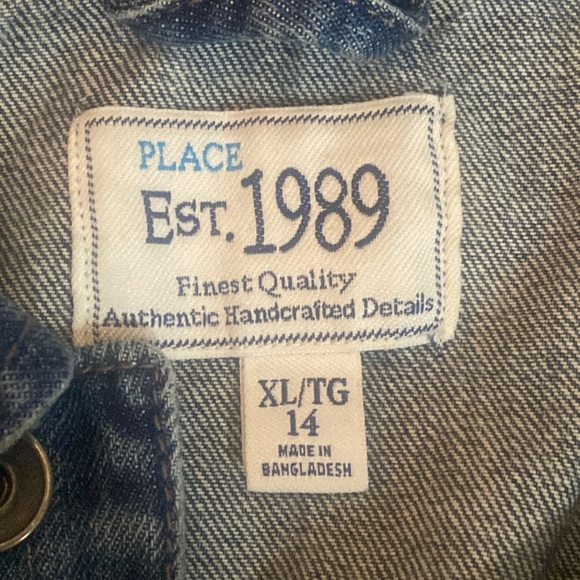 PLACE
EST. 1989
Finest Quality
Authentic Handcrafted Details
XL/TG
14
MADE IN
BANGLADESH